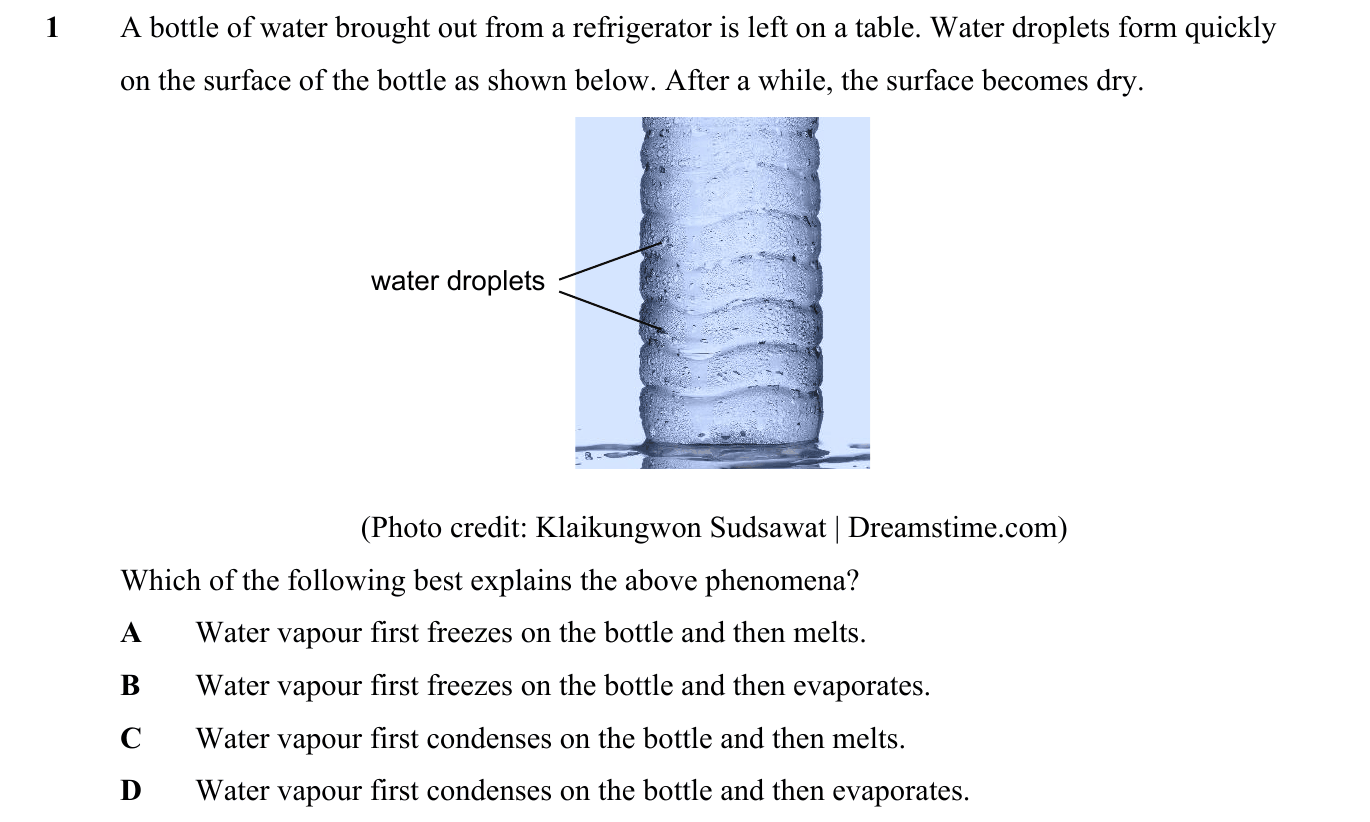 1 A bottle of water brought out from a refrigerator is left on a table. Water droplets form quickly
on the surface of the bottle as shown below. After a while, the surface becomes dry.
water droplets
(Photo credit: Klaikungwon Sudsawat | Dreamstime.com)
Which of the following best explains the above phenomena?
A Water vapour first freezes on the bottle and then melts.
B Water vapour first freezes on the bottle and then evaporates.
C Water vapour first condenses on the bottle and then melts.
D Water vapour first condenses on the bottle and then evaporates.